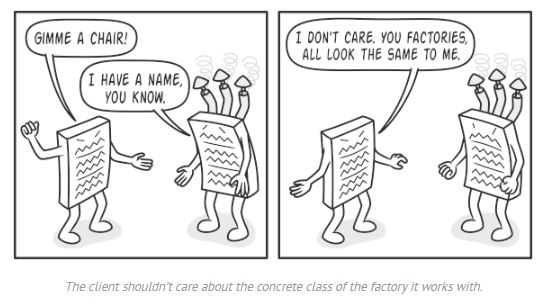 GIMME A CHAIR!
I HAVE A NAME,
YOU KNOW.
I DON'T CARE. YOU FACTORIES,
ALL LOOK THE SAME TO ME.
The client shouldn't care about the concrete class of the factory it works with.